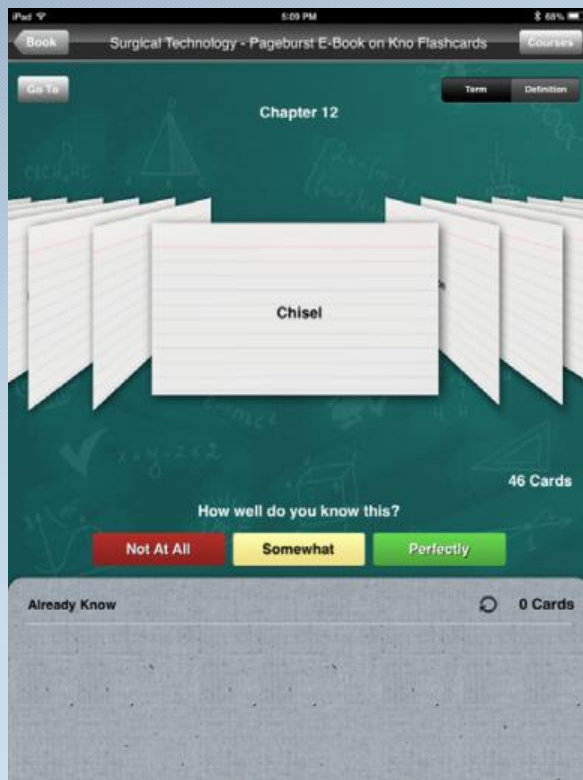 iPad 5:09 PM 68%
Book Surgical Technology - Pageburst E-Book on Kno Flashcards Courses
Go To Term Definition
Chapter 12
Chisel
46 Cards
How well do you know this?
Not At All Somewhat Perfectly
Already Know 0 Cards